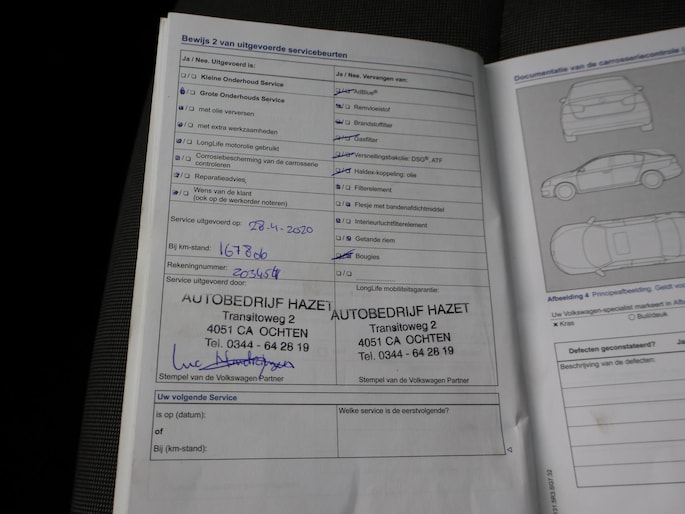 Bewijs 2 van uitgevoerde servicebeurten
Ja / Nee. Uitgevoerd is:
Kleine Onderhoud Service
Grote Onderhouds Service
met olie verversen
met extra werkzaamheden
LongLife motorolie gebruikt
Corrosiebescherming van de carrosserie
controleren
Reparatieadvies,
Wens van de klant
(ook op de werkorder noteren)
Service uitgevoerd op: 28-4-2020
Bij km-stand:
Rekeningnummer:
Service uitgevoerd door:
AUTOBEDRIJF HAZET
Transitoweg 2
4051 CA OCHTEN
Tel. 0344 - 64 26 19
Stempel van de Volkswagen Partner
Ja / Nee. Vervangen van:
AdBlue®
Remvloeistof
Brandstoffilter
Gasfilter
Versnellingsbakolie: DSG®, ATF
Haldex-koppeling: olie
Filterelement
Flesje met bandenafdichtmiddel
Interieurluchtfilterelement
Getande riem
Bougies
LongLife mobiliteitsgarantie:
AUTOBEDRIJF HAZET
Transitoweg 2
4051 CA OCHTEN
Tel. 0344 - 64 26 19
Stempel van de Volkswagen Partner
Uw volgende Service
is op (datum):
of
Bij (km-stand):
Welke service is de eerstvolgende?
Documentatie van de carrosseriecontrole
Afbeelding 4 Principeafbeelding. Geldt
Uw Volkswagen-specialist markeert in
× Kras
○ Buil/deuk
Defecten geconstateerd?
Beschrijving van de defecten: